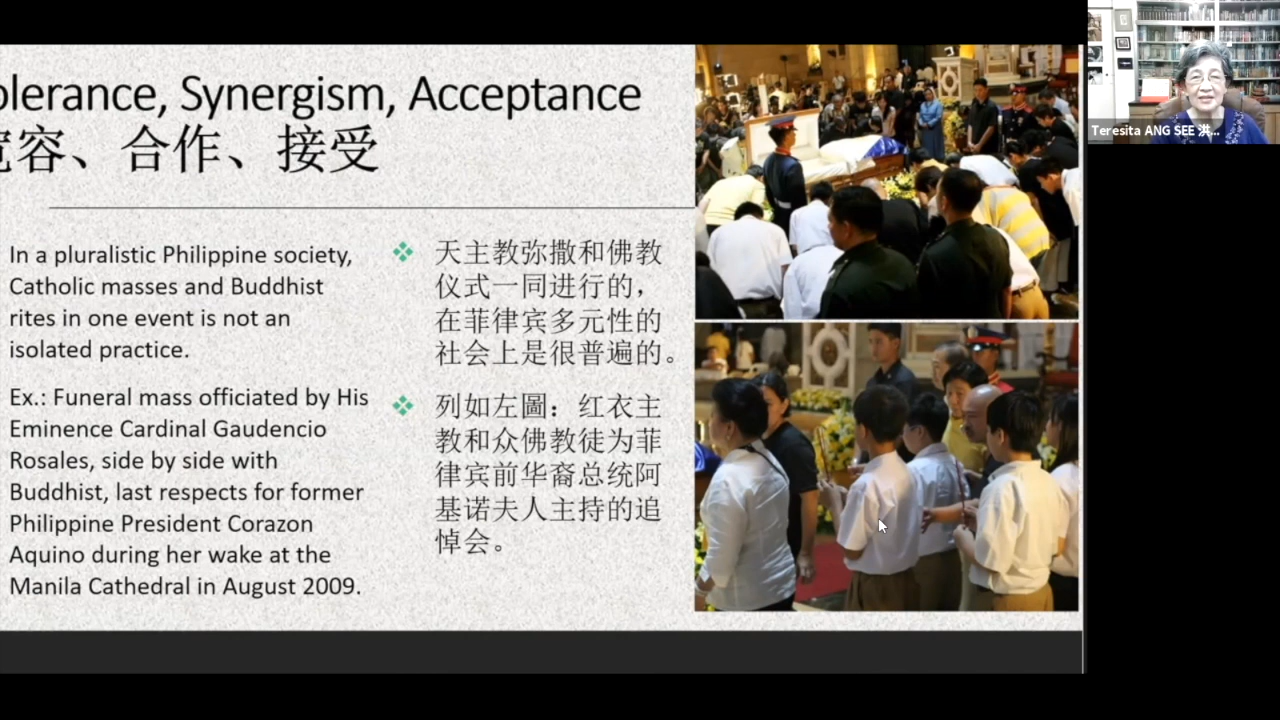 olerance, Synergism, Acceptance
宽容、合作、接受
In a pluralistic Philippine society,
Catholic masses and Buddhist
rites in one event is not an
isolated practice.
Ex.: Funeral mass officiated by His
Eminence Cardinal Gaudencio
Rosales, side by side with
Buddhist, last respects for former
Philippine President Corazon
Aquino during her wake at the
Manila Cathedral in August 2009.
天主教弥撒和佛教
仪式一同进行的，
在菲律宾多元性的
社会上是很普遍的。
列如左圖：红衣主
教和众佛教徒为菲
律宾前华裔总统阿
基诺夫人主持的追
悼会。
Teresita ANG SEE 洪...